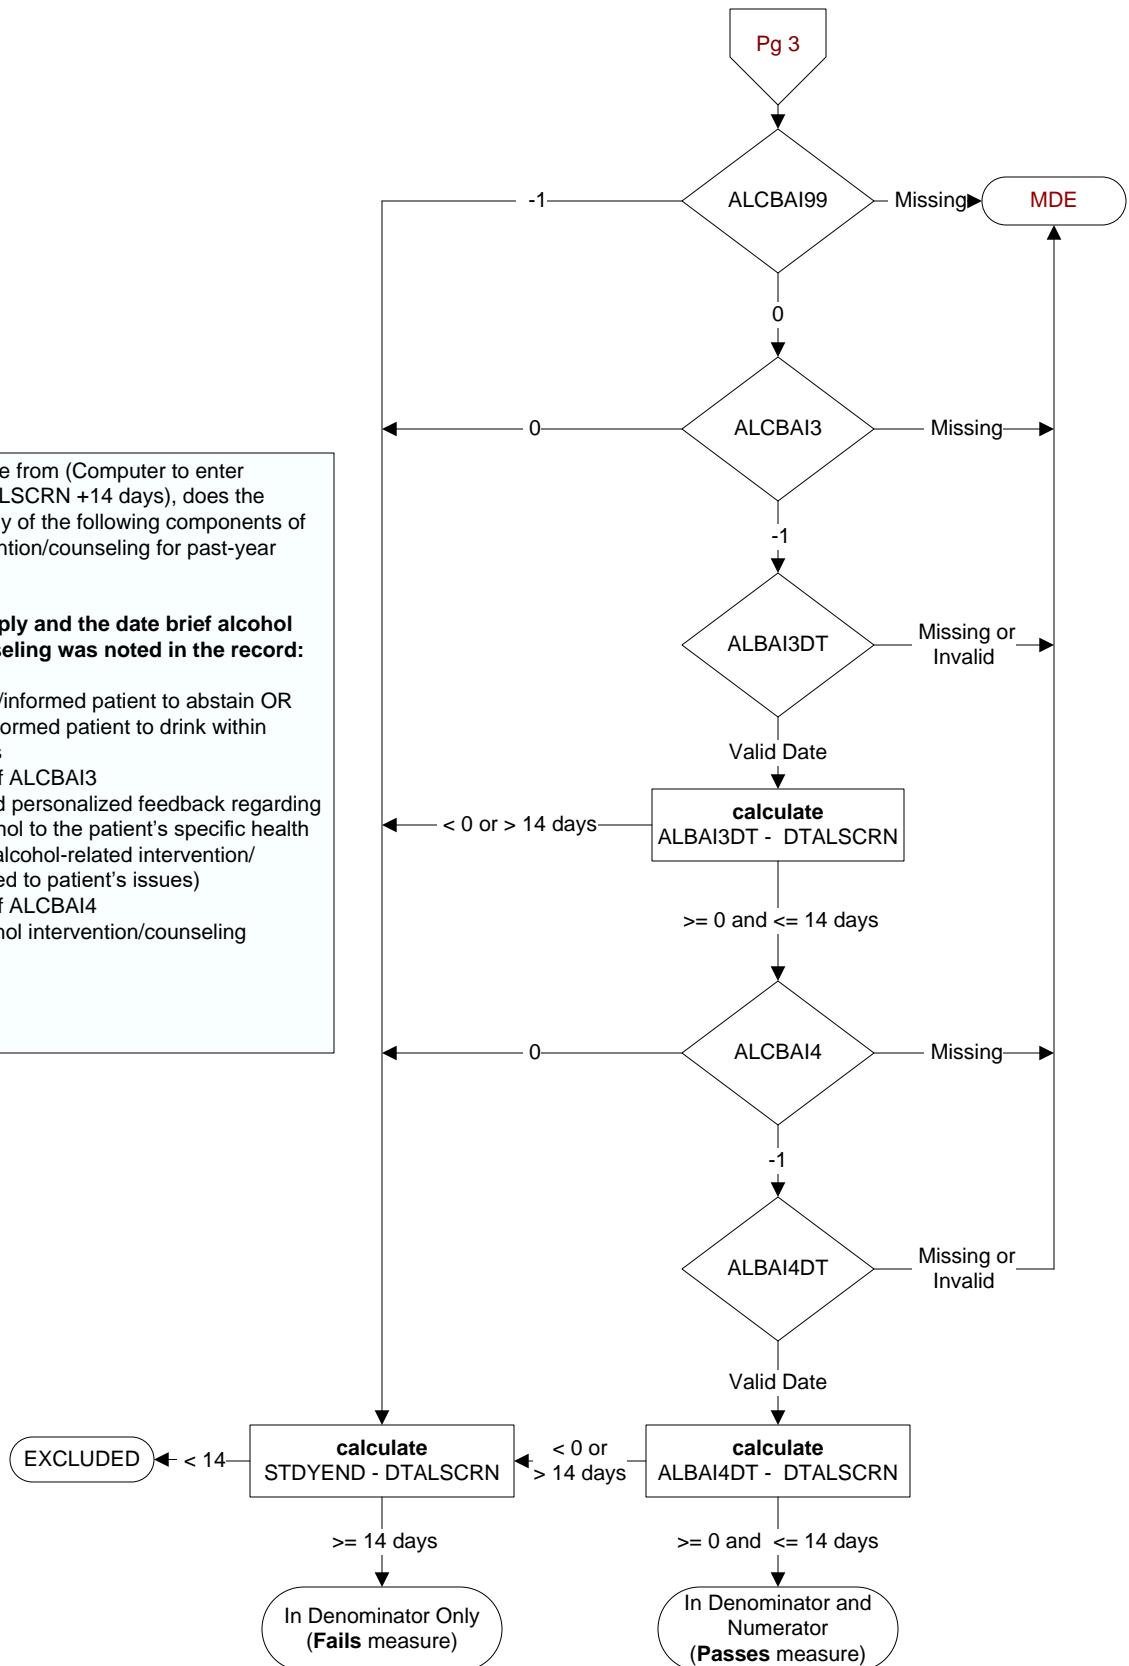 Pg 3
ALCBAI99
-1
Missing
MDE
0
ALCBAI3
0
Missing
-1
e from (Computer to enter
LSCRN +14 days), does the
y of the following components of
ntion/counseling for past-year
ply and the date brief alcohol
seling was noted in the record:
/informed patient to abstain OR
formed patient to drink within
s
f ALCBAI3
d personalized feedback regarding
hol to the patient's specific health
alcohol-related intervention/
ed to patient's issues)
f ALCBAI4
hol intervention/counseling
ALBAI3DT
Missing or
Invalid
Valid Date
calculate
ALBAI3DT - DTALSCRN
< 0 or > 14 days
>= 0 and <= 14 days
ALCBAI4
0
Missing
-1
ALBAI4DT
Missing or
Invalid
Valid Date
EXCLUDED
< 14
calculate
STDYEND - DTALSCRN
< 0 or
> 14 days
calculate
ALBAI4DT - DTALSCRN
>= 14 days
>= 0 and <= 14 days
In Denominator Only
(Fails measure)
In Denominator and
Numerator
(Passes measure)